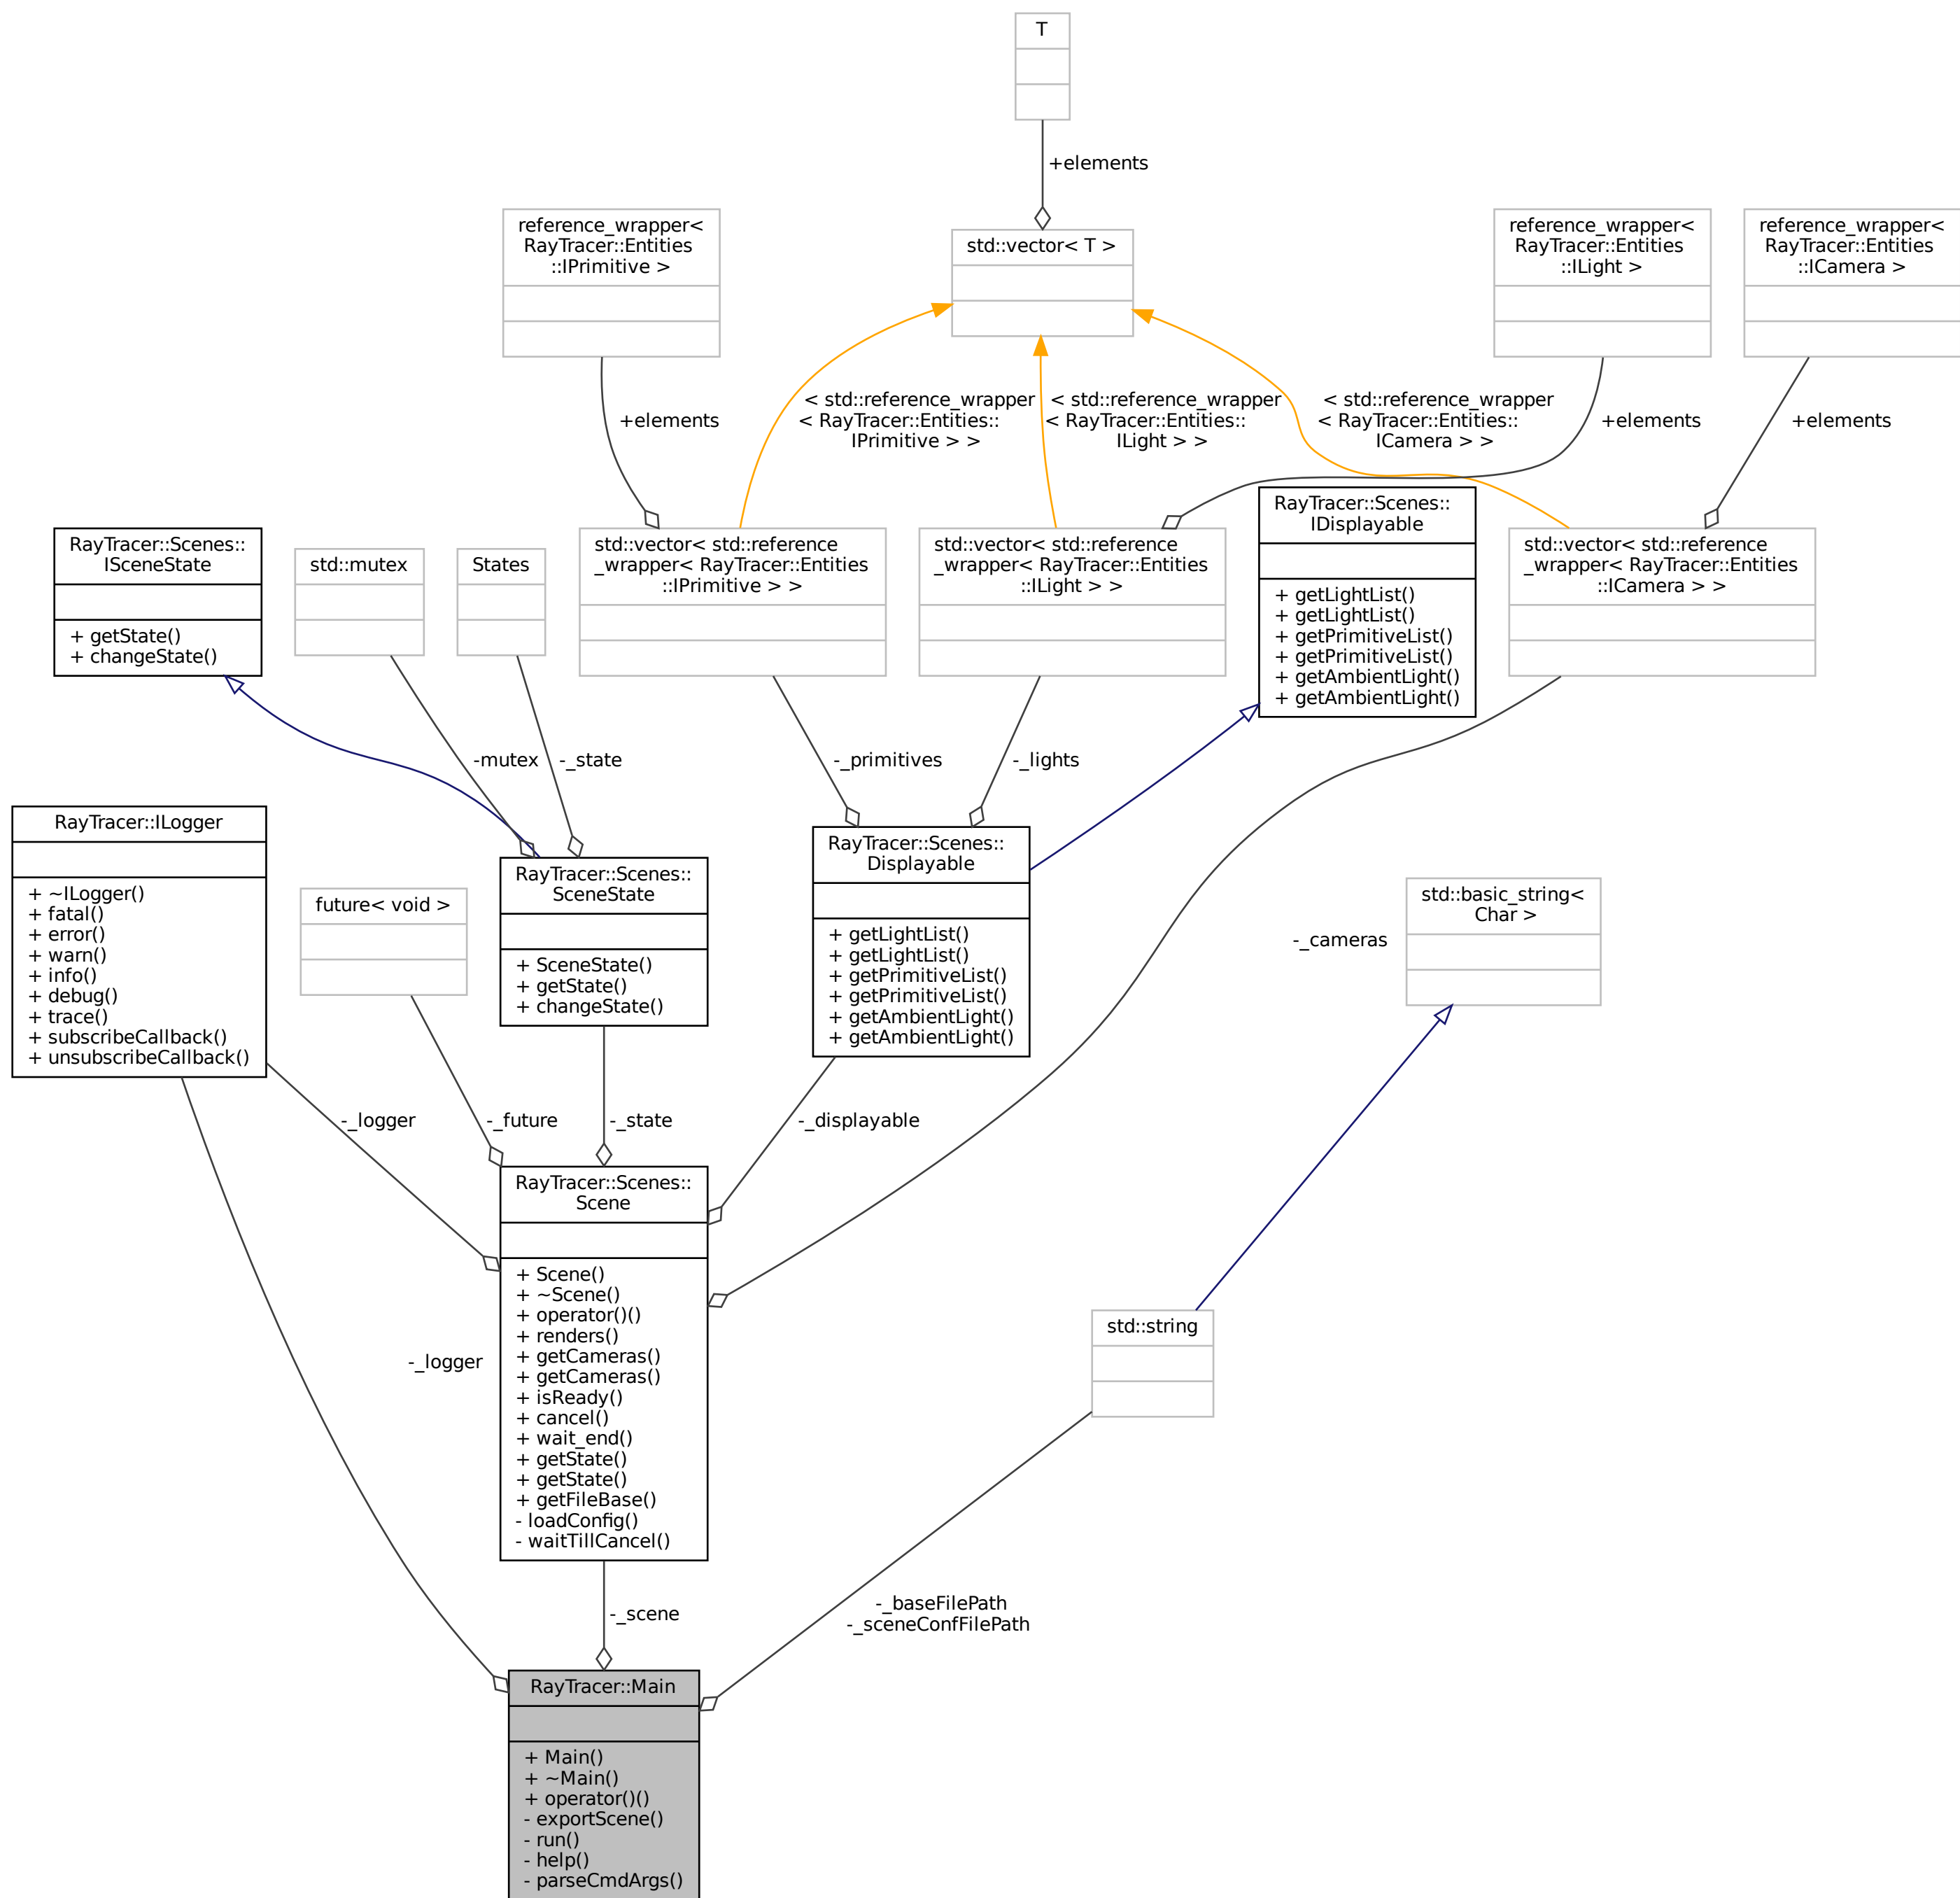 T
+elements
reference_wrapper<
RayTracer::Entities
::IPrimitive >
std::vector< T >
reference_wrapper<
RayTracer::Entities
::ILight >
reference_wrapper<
RayTracer::Entities
::ICamera >
+elements
< std::reference_wrapper
< RayTracer::Entities::
IPrimitive > >
< std::reference_wrapper
< RayTracer::Entities::
ILight > >
< std::reference_wrapper
< RayTracer::Entities::
ICamera > >
+elements
+elements
RayTracer::Scenes::
ISceneState
+ getState()
+ changeState()
std::mutex
States
std::vector< std::reference
_wrapper< RayTracer::Entities
::IPrimitive > >
std::vector< std::reference
_wrapper< RayTracer::Entities
::ILight > >
RayTracer::Scenes::
IDisplayable
+ getLightList()
+ getLightList()
+ getPrimitiveList()
+ getPrimitiveList()
+ getAmbientLight()
+ getAmbientLight()
std::vector< std::reference
_wrapper< RayTracer::Entities
::ICamera > >
-mutex
-_state
-_primitives
-_lights
RayTracer::ILogger
+ ~ILogger()
+ fatal()
+ error()
+ warn()
+ info()
+ debug()
+ trace()
+ subscribeCallback()
+ unsubscribeCallback()
future< void >
RayTracer::Scenes::
SceneState
+ SceneState()
+ getState()
+ changeState()
RayTracer::Scenes::
Displayable
+ getLightList()
+ getLightList()
+ getPrimitiveList()
+ getPrimitiveList()
+ getAmbientLight()
+ getAmbientLight()
-_cameras
std::basic_string<
Char >
-_logger
-_future
-_state
-_displayable
RayTracer::Scenes::
Scene
+ Scene()
+ ~Scene()
+ operator()()
+ renders()
+ getCameras()
+ getCameras()
+ isReady()
+ cancel()
+ wait_end()
+ getState()
+ getState()
+ getFileBase()
- loadConfig()
- waitTillCancel()
-_logger
std::string
-_scene
-_baseFilePath
-_sceneConfFilePath
RayTracer::Main
+ Main()
+ ~Main()
+ operator()()
- exportScene()
- run()
- help()
- parseCmdArgs()